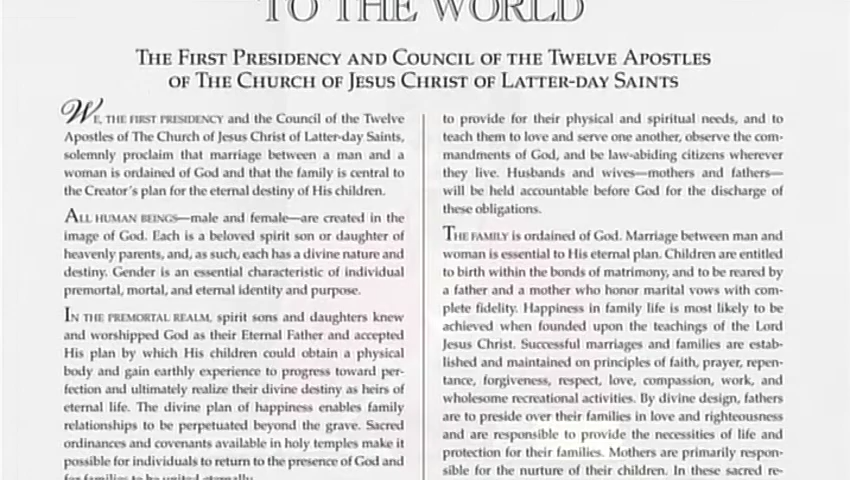 TO THE WORLD
THE FIRST PRESIDENCY AND COUNCIL OF THE TWELVE APOSTLES
OF THE CHURCH OF JESUS CHRIST OF LATTER-DAY SAINTS
WE, THE FIRST PRESIDENCY and the Council of the Twelve
Apostles of The Church of Jesus Christ of Latter-day Saints,
solemnly proclaim that marriage between a man and a
woman is ordained of God and that the family is central to
the Creator's plan for the eternal destiny of His children.
ALL HUMAN BEINGS—male and female—are created in the
image of God. Each is a beloved spirit son or daughter of
heavenly parents, and, as such, each has a divine nature and
destiny. Gender is an essential characteristic of individual
premortal, mortal, and eternal identity and purpose.
IN THE PREMORTAL REALM, spirit sons and daughters knew
and worshipped God as their Eternal Father and accepted
His plan by which His children could obtain a physical
body and gain earthly experience to progress toward per-
fection and ultimately realize their divine destiny as heirs of
eternal life. The divine plan of happiness enables family
relationships to be perpetuated beyond the grave. Sacred
ordinances and covenants available in holy temples make it
possible for individuals to return to the presence of God and
for families to be united eternally.
to provide for their physical and spiritual needs, and to
teach them to love and serve one another, observe the com-
mandments of God, and be law-abiding citizens wherever
they live. Husbands and wives—mothers and fathers—
will be held accountable before God for the discharge of
these obligations.
THE FAMILY is ordained of God. Marriage between man and
woman is essential to His eternal plan. Children are entitled
to birth within the bonds of matrimony, and to be reared by
a father and a mother who honor marital vows with com-
plete fidelity. Happiness in family life is most likely to be
achieved when founded upon the teachings of the Lord
Jesus Christ. Successful marriages and families are estab-
lished and maintained on principles of faith, prayer, repen-
tance, forgiveness, respect, love, compassion, work, and
wholesome recreational activities. By divine design, fathers
are to preside over their families in love and righteousness
and are responsible to provide the necessities of life and
protection for their families. Mothers are primarily respon-
sible for the nurture of their children. In these sacred re-